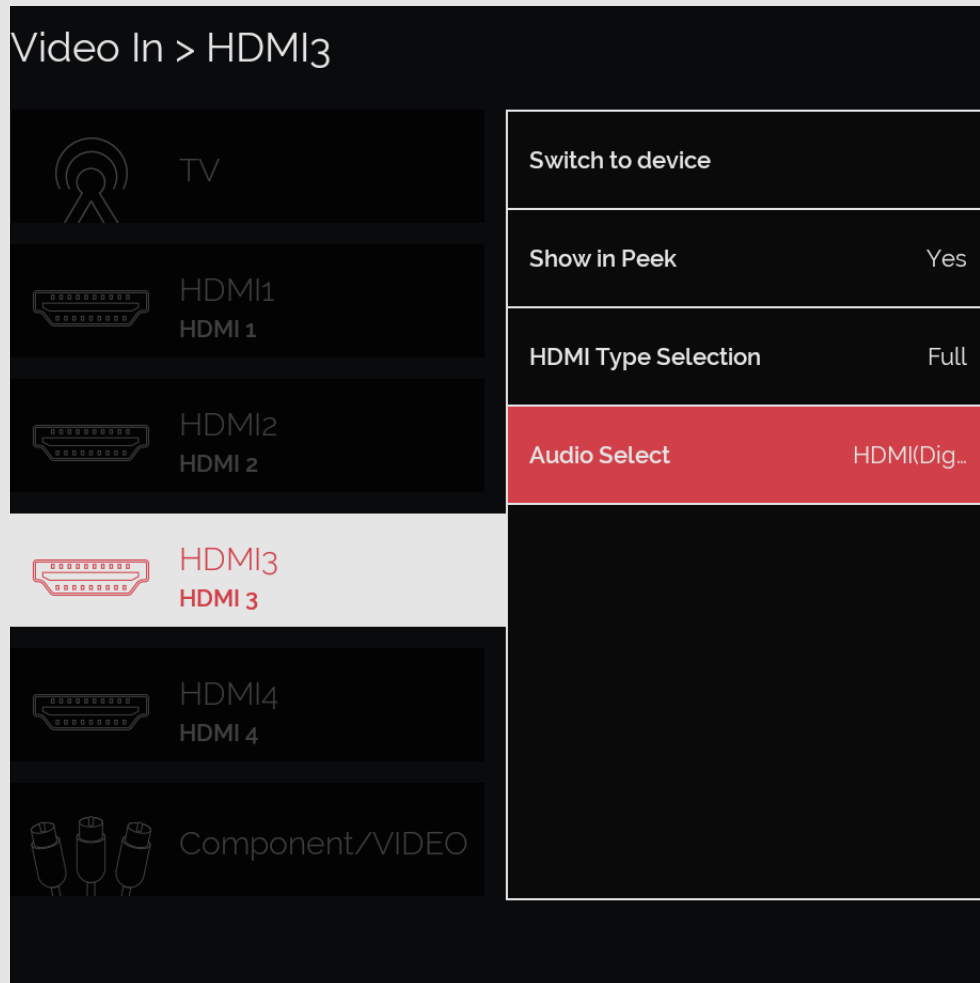 Video In > HDMI3
TV
HDMI1
HDMI 1
HDMI2
HDMI 2
HDMI3
HDMI 3
HDMI4
HDMI 4
Component/VIDEO
Switch to device
Show in Peek Yes
HDMI Type Selection Full
Audio Select HDMI(Dig...